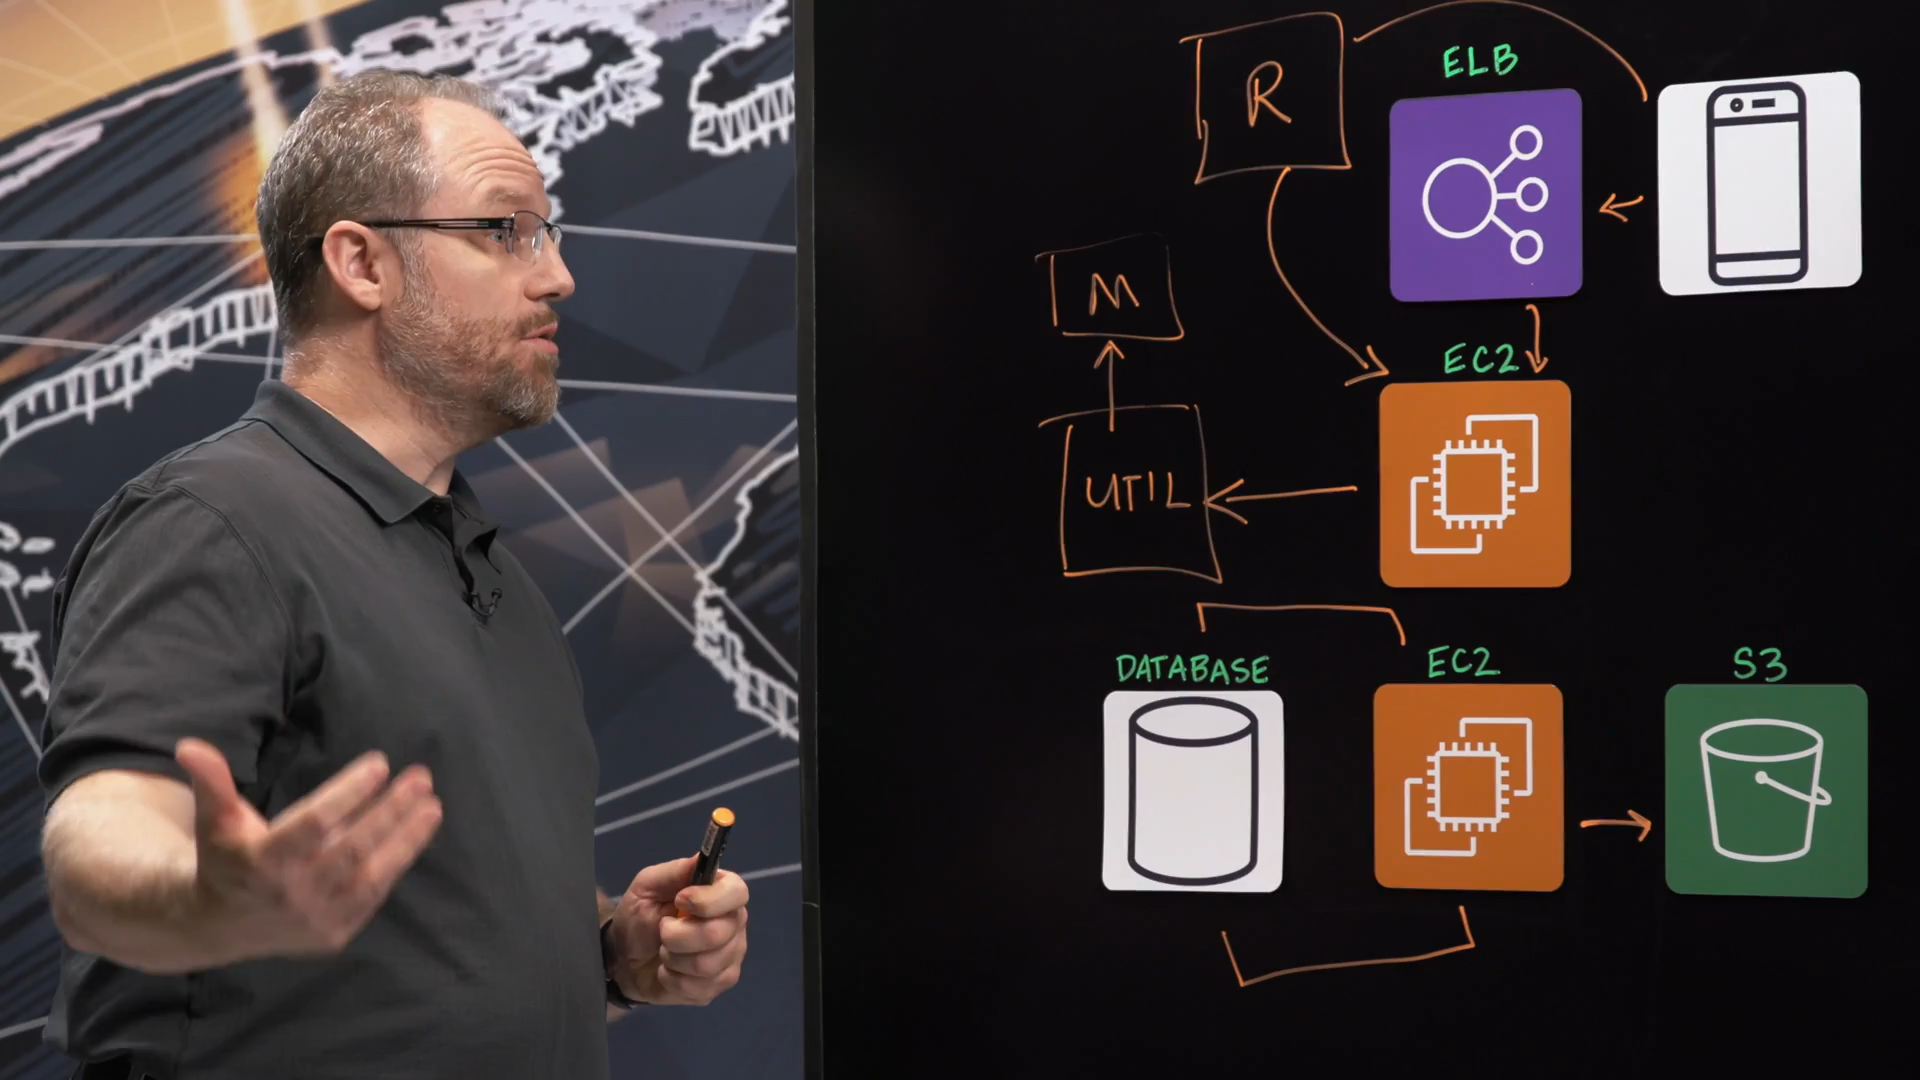 R
ELB
M
EC2
UTIL
DATABASE
EC2
S3